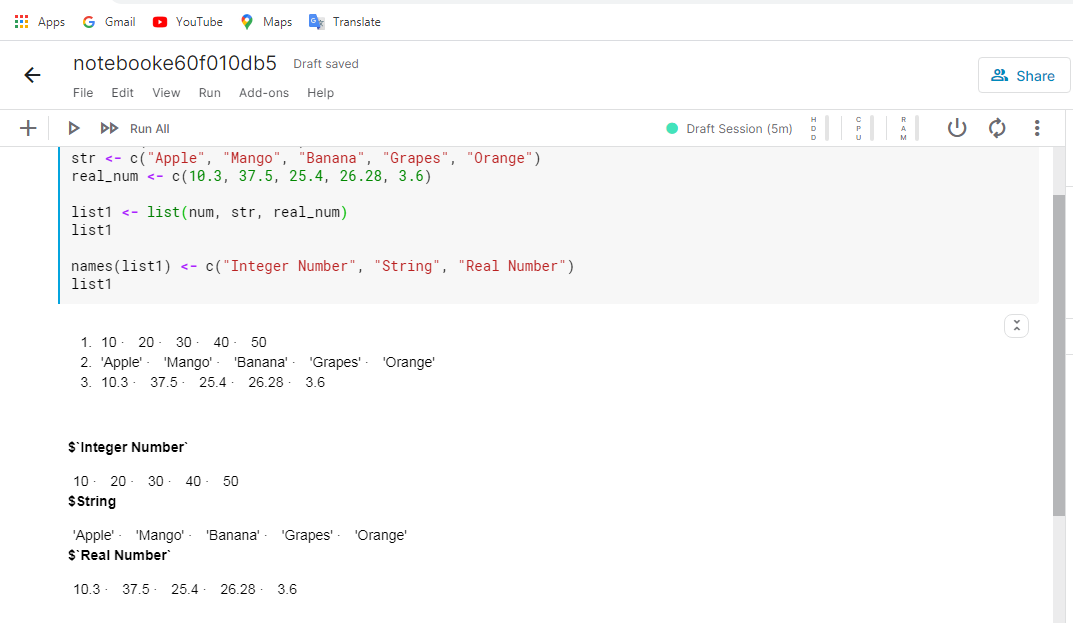 Apps Gmail YouTube Maps Translate
notebooke60f010db5 Draft saved
Share
File Edit View Run Add-ons Help
Run All Draft Session (5m) HDD CPU RAM
str <- c("Apple", "Mango", "Banana", "Grapes", "Orange")
real_num <- c(10.3, 37.5, 25.4, 26.28, 3.6)
list1 <- list(num, str, real_num)
list1
names(list1) <- c("Integer Number", "String", "Real Number")
list1
1. 10 · 20 · 30 · 40 · 50
2. 'Apple' · 'Mango' · 'Banana' · 'Grapes' · 'Orange'
3. 10.3 · 37.5 · 25.4 · 26.28 · 3.6
$`Integer Number`
10 · 20 · 30 · 40 · 50
$String
'Apple' · 'Mango' · 'Banana' · 'Grapes' · 'Orange'
$`Real Number`
10.3 · 37.5 · 25.4 · 26.28 · 3.6